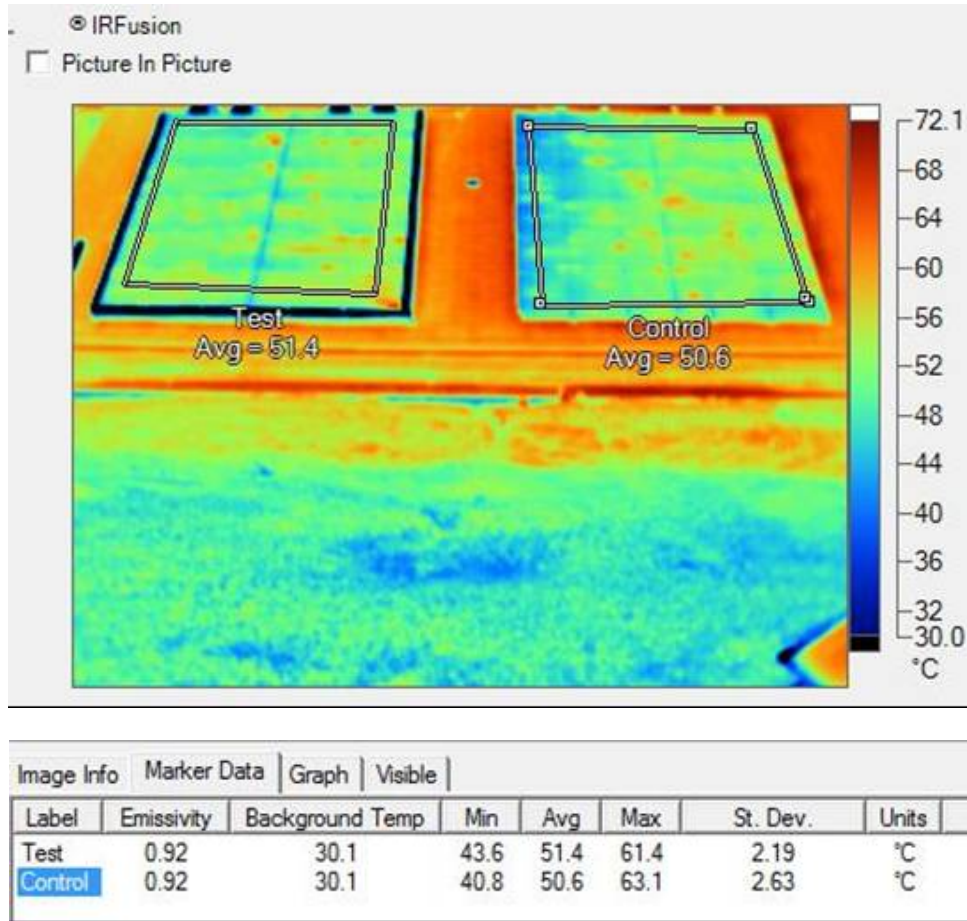 IRFusion
Picture In Picture
72.1
68
64
60
56
52
48
44
40
36
32
30.0
°C
Test
Avg = 51.4
Control
Avg = 50.6
Image Info Marker Data Graph Visible
Label Emissivity Background Temp Min Avg Max St. Dev. Units
Test 0.92 30.1 43.6 51.4 61.4 2.19 °C
Control 0.92 30.1 40.8 50.6 63.1 2.63 °C